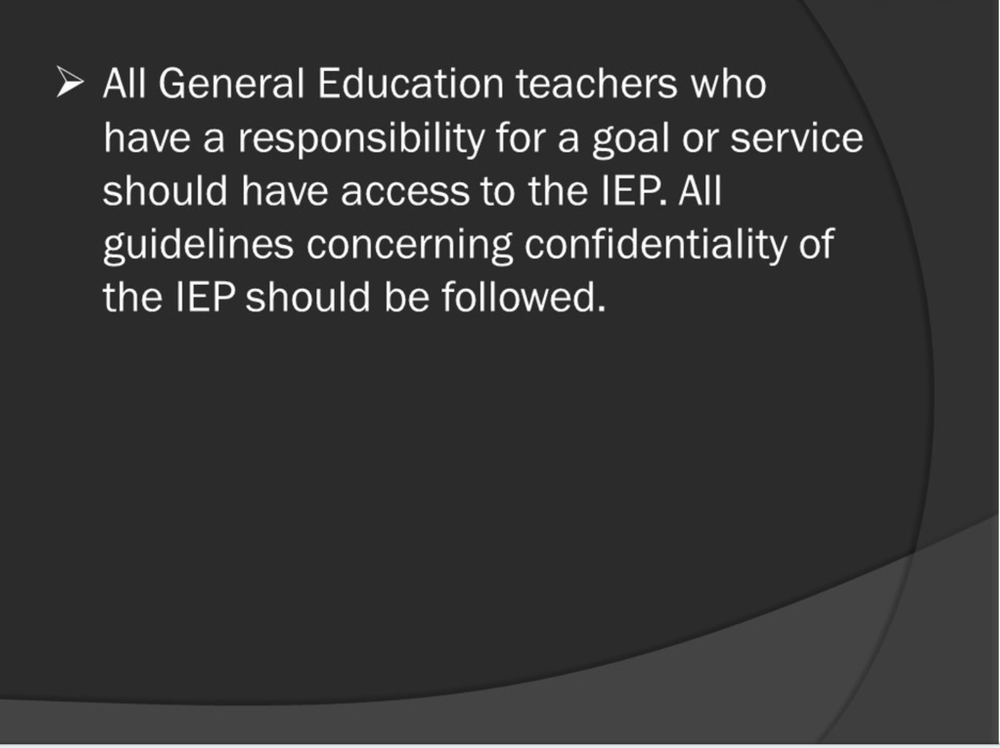 ➢ All General Education teachers who
have a responsibility for a goal or service
should have access to the IEP. All
guidelines concerning confidentiality of
the IEP should be followed.